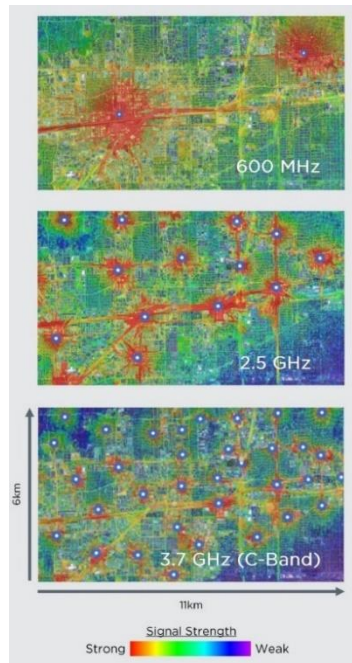 600 MHz
2.5 GHz
3.7 GHz (C-Band)
6km
11km
Signal Strength
Strong Weak